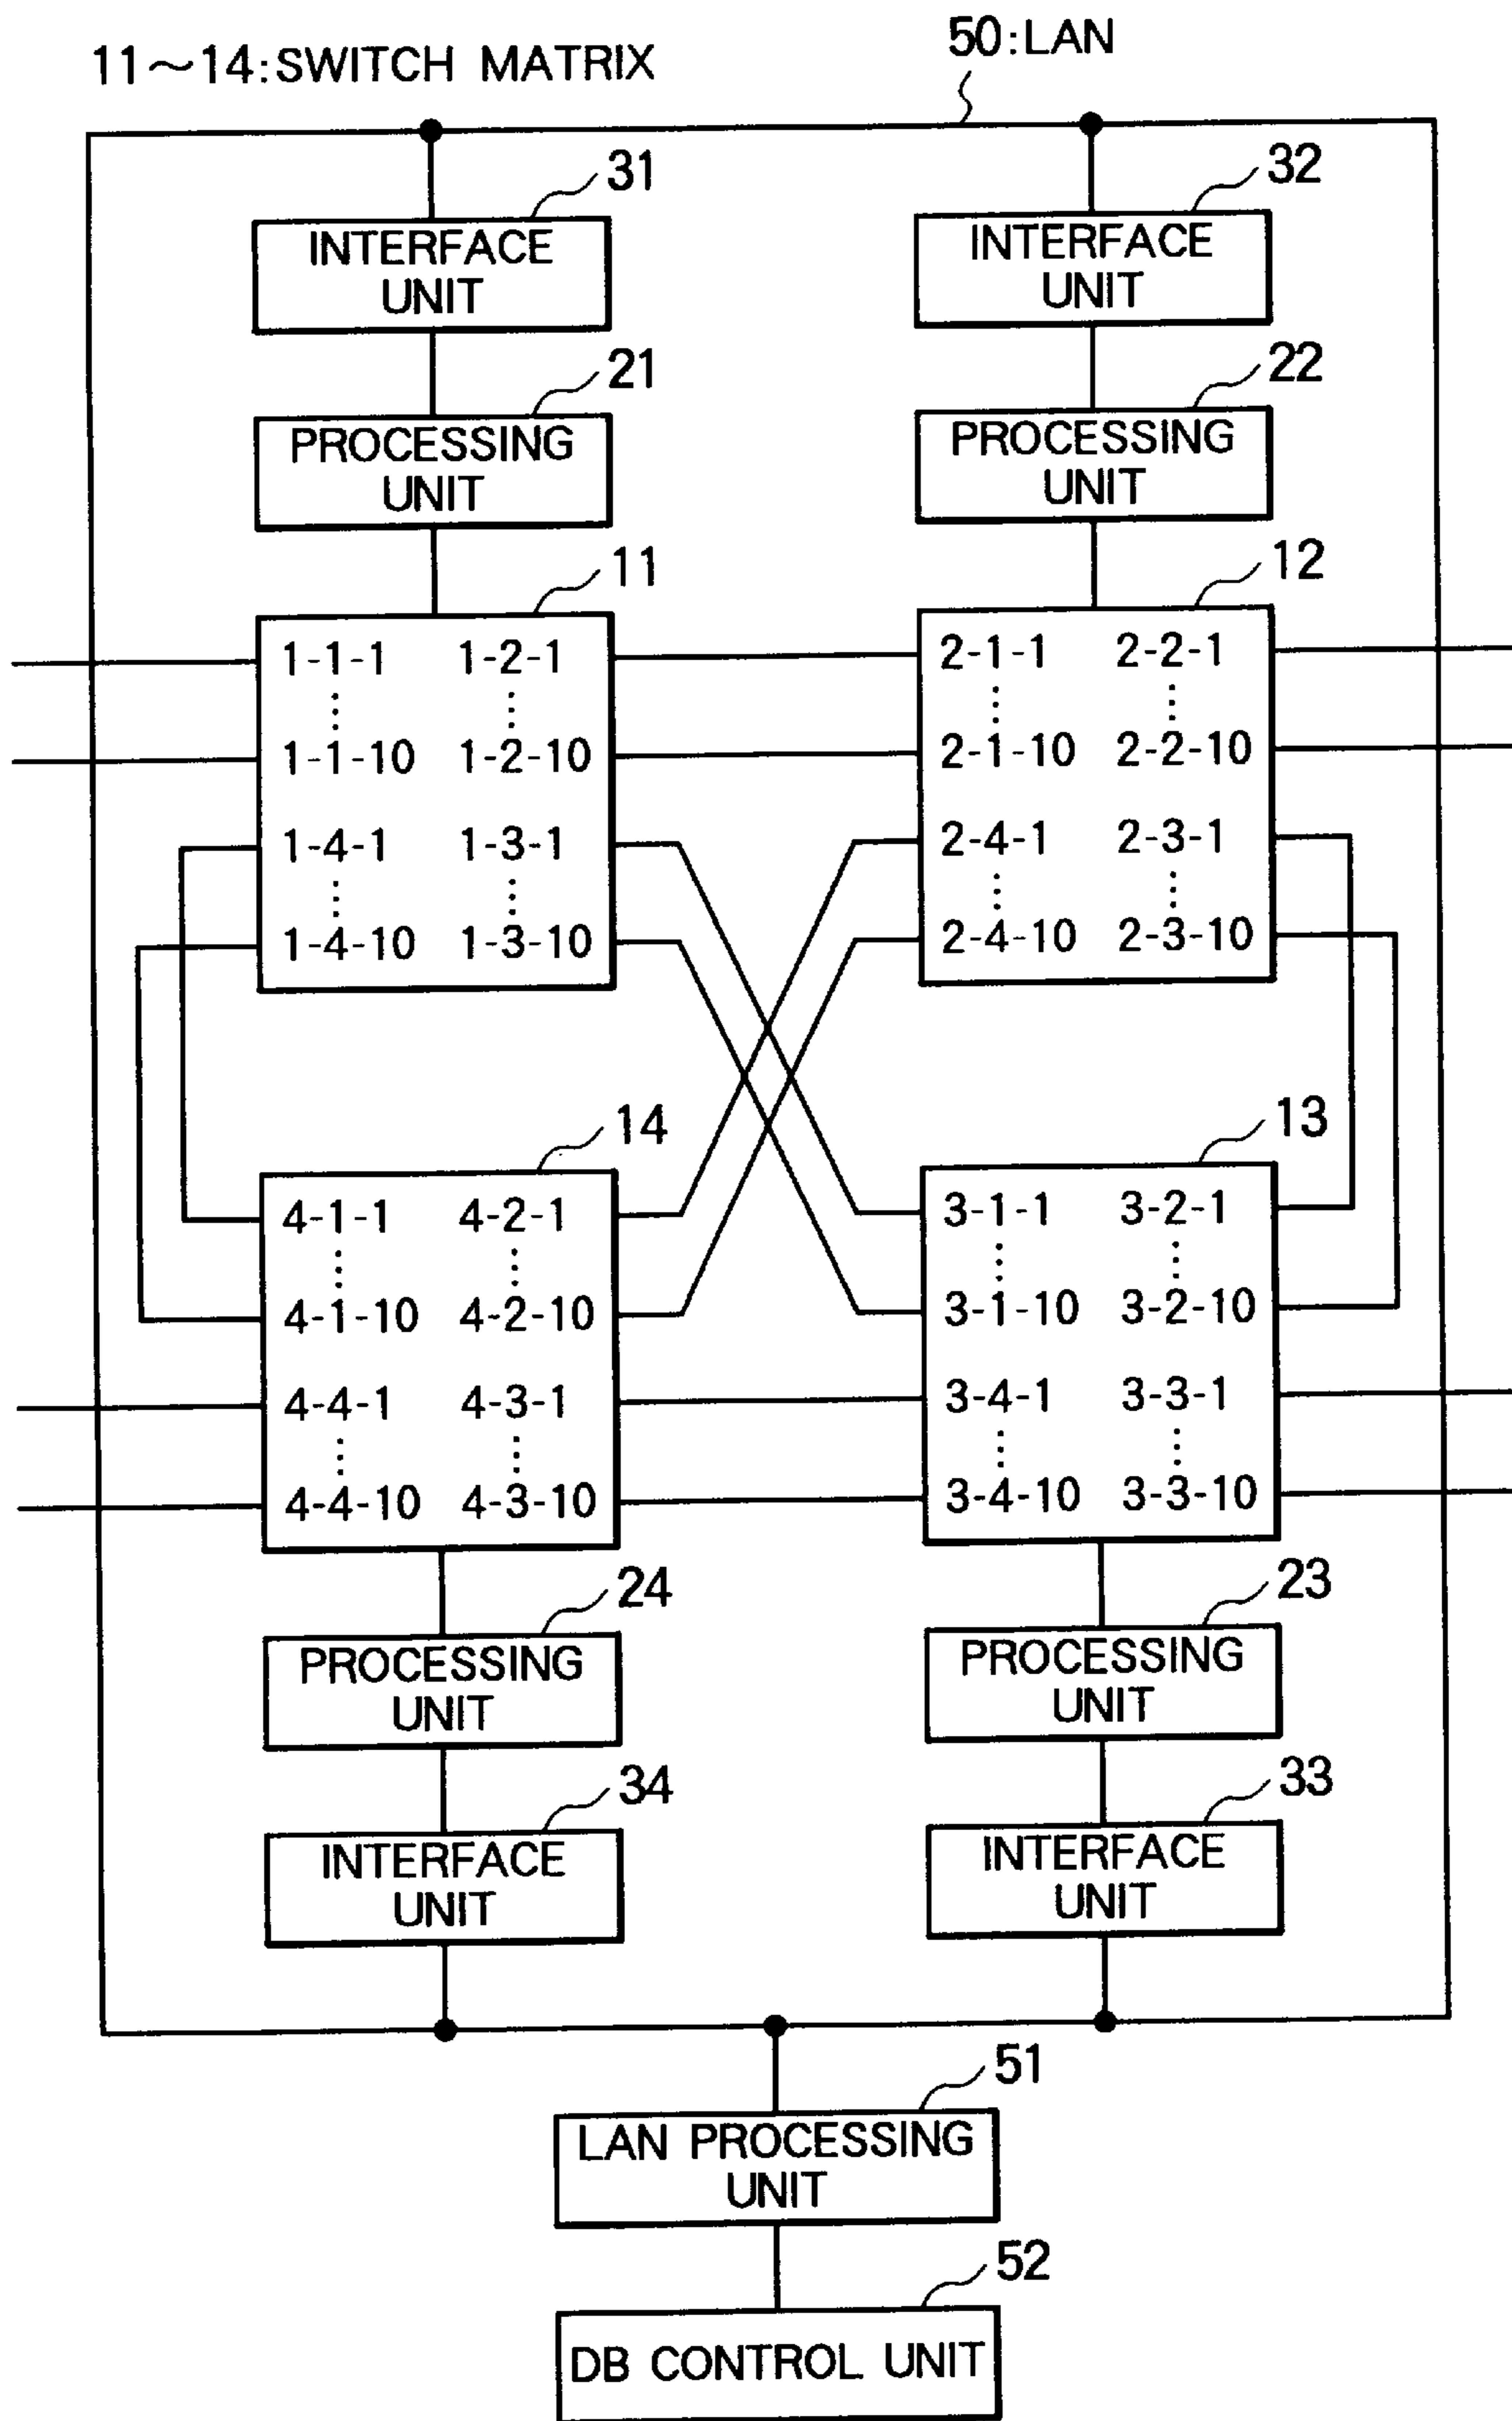 11～14:SWITCH MATRIX
50:LAN
31
32
INTERFACE
UNIT
INTERFACE
UNIT
21
22
PROCESSING
UNIT
PROCESSING
UNIT
11
12
1-1-1 1-2-1
1-1-10 1-2-10
1-4-1 1-3-1
1-4-10 1-3-10
2-1-1 2-2-1
2-1-10 2-2-10
2-4-1 2-3-1
2-4-10 2-3-10
14
13
4-1-1 4-2-1
4-1-10 4-2-10
4-4-1 4-3-1
4-4-10 4-3-10
3-1-1 3-2-1
3-1-10 3-2-10
3-4-1 3-3-1
3-4-10 3-3-10
24
23
PROCESSING
UNIT
PROCESSING
UNIT
34
33
INTERFACE
UNIT
INTERFACE
UNIT
51
LAN PROCESSING
UNIT
52
DB CONTROL UNIT